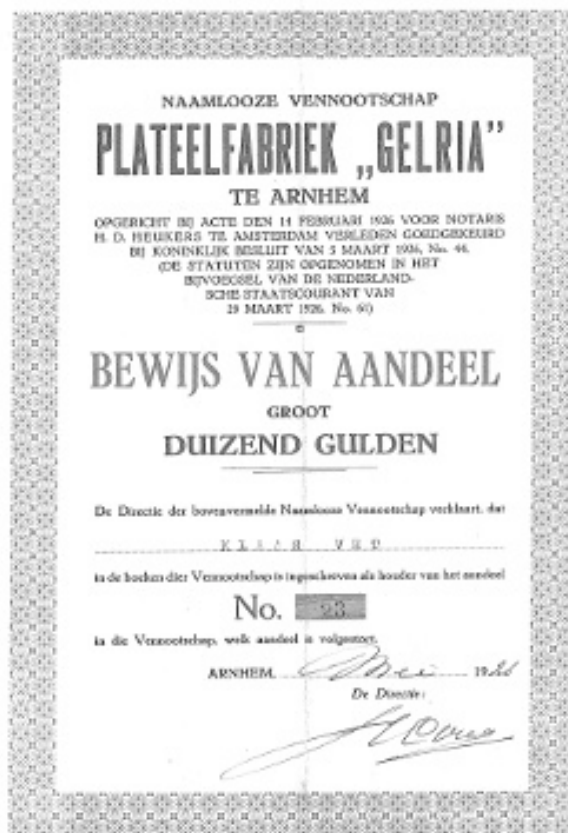 NAAMLOOZE VENNOOTSCHAP
PLATEELFABRIEK „GELRIA”
TE ARNHEM
OPGERICHT BIJ ACTE DEN 14 FEBRUARI 1926 VOOR NOTARIS
H. D. HEUKERS TE AMSTERDAM VERLEDEN GOEDGEKEURD
BIJ KONINKLIJK BESLUIT VAN 5 MAART 1926, No. 44.
(DE STATUTEN ZIJN OPGENOMEN IN HET
BIJVOEGSEL VAN DE NEDERLAND-
SCHE STAATSCOURANT VAN
29 MAART 1926. No. 61)
BEWIJS VAN AANDEEL
GROOT
DUIZEND GULDEN
De Directie der bovenvermelde Naamlooze Vennootschap verklaart, dat
KLAAS VET
in de boeken dier Vennootschap is ingeschreven als houder van het aandeel
No. 23
in die Vennootschap, welk aandeel is volgestort.
ARNHEM, Mei 1926
De Directie: